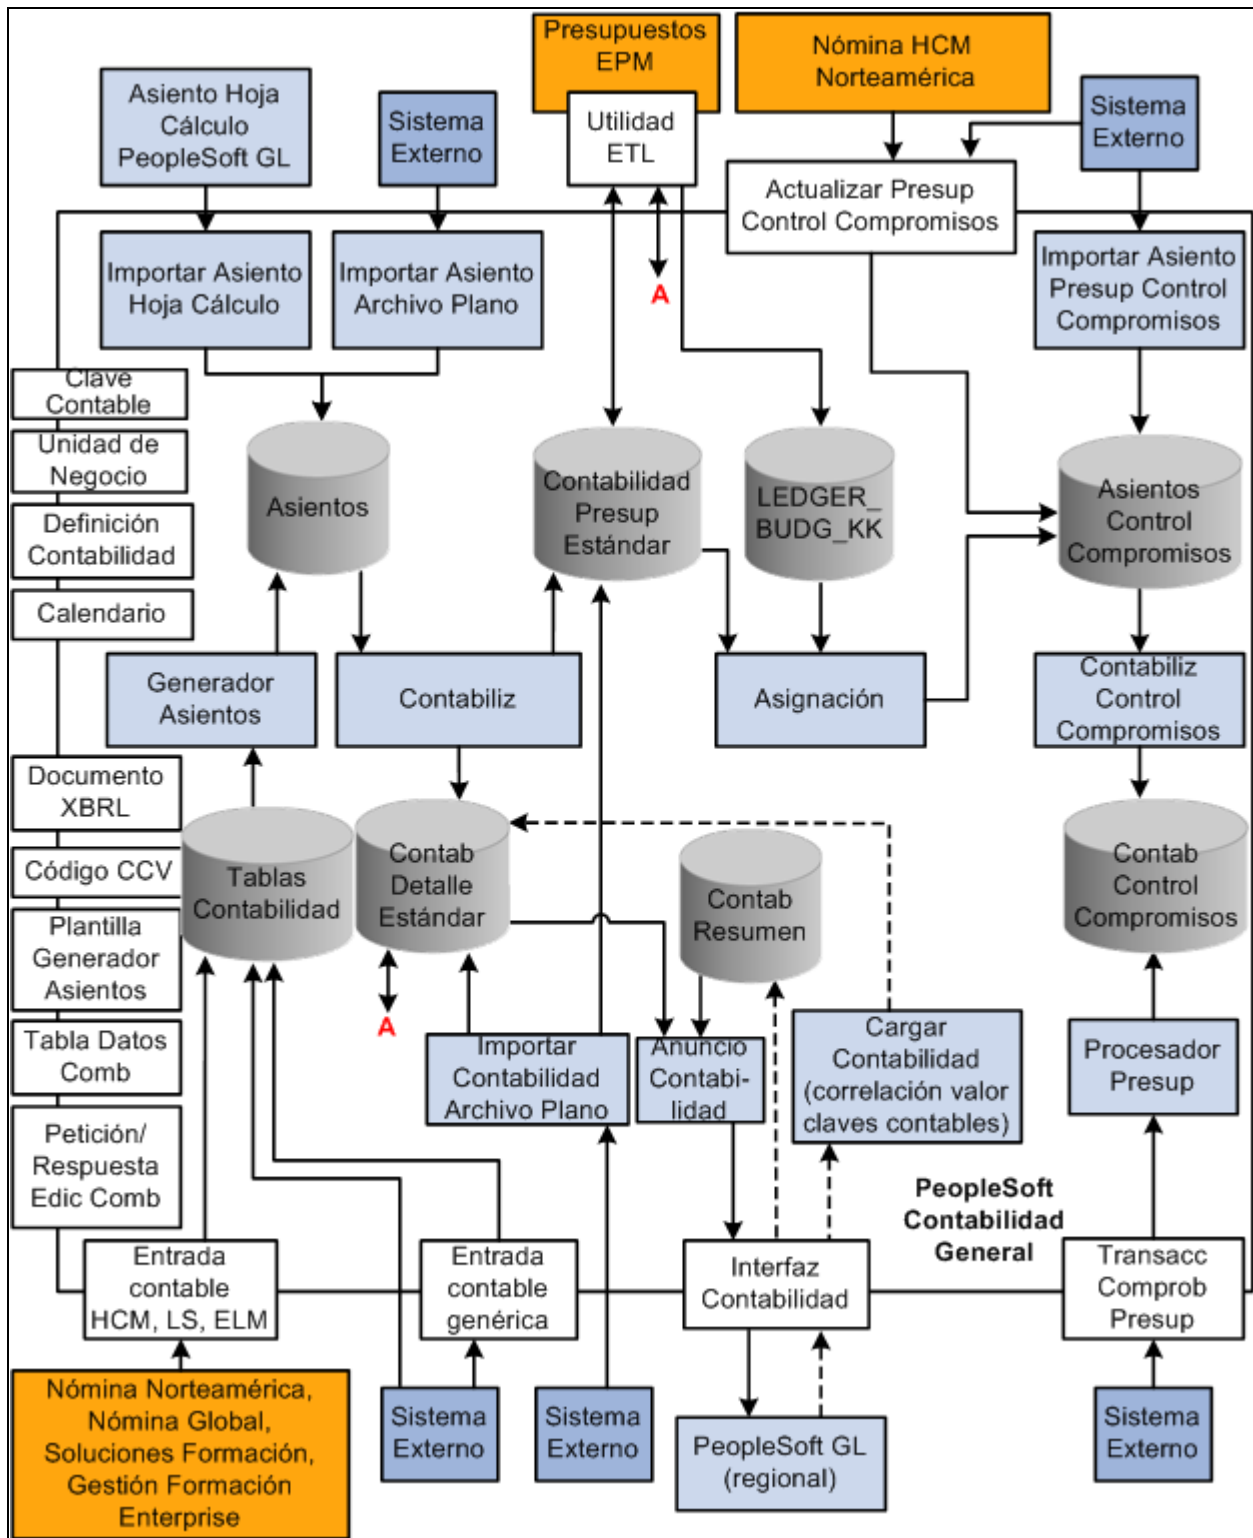 Presupuestos
EPM
Nómina HCM
Norteamérica
Asiento Hoja
Cálculo
PeopleSoft GL
Sistema
Externo
Utilidad
ETL
Sistema
Externo
Actualizar Presup
Control Compromisos
Importar Asiento
Hoja Cálculo
Importar Asiento
Archivo Plano
A
Importar Asiento
Presup Control
Compromisos
Clave
Contable
Unidad de
Negocio
Definición
Contabilidad
Calendario
Asientos
Contabilidad
Presup
Estándar
LEDGER_
BUDG_KK
Asientos
Control
Compromisos
Generador
Asientos
Contabiliz
Asignación
Contabiliz
Control
Compromisos
Documento
XBRL
Código CCV
Plantilla
Generador
Asientos
Tabla Datos
Comb
Petición/
Respuesta
Edic Comb
Tablas
Contabilidad
Contab
Detalle
Estándar
Contab
Resumen
Contab
Control
Compromisos
A
Importar
Contabilidad
Archivo Plano
Anuncio
Contabi-
lidad
Cargar
Contabilidad
(correlación valor
claves contables)
Procesador
Presup
PeopleSoft
Contabilidad
General
Entrada
contable
HCM, LS, ELM
Entrada
contable
genérica
Interfaz
Contabilidad
Transacc
Comprob
Presup
Nómina Norteamérica,
Nómina Global,
Soluciones Formación,
Gestión Formación
Enterprise
Sistema
Externo
Sistema
Externo
PeopleSoft GL
(regional)
Sistema
Externo